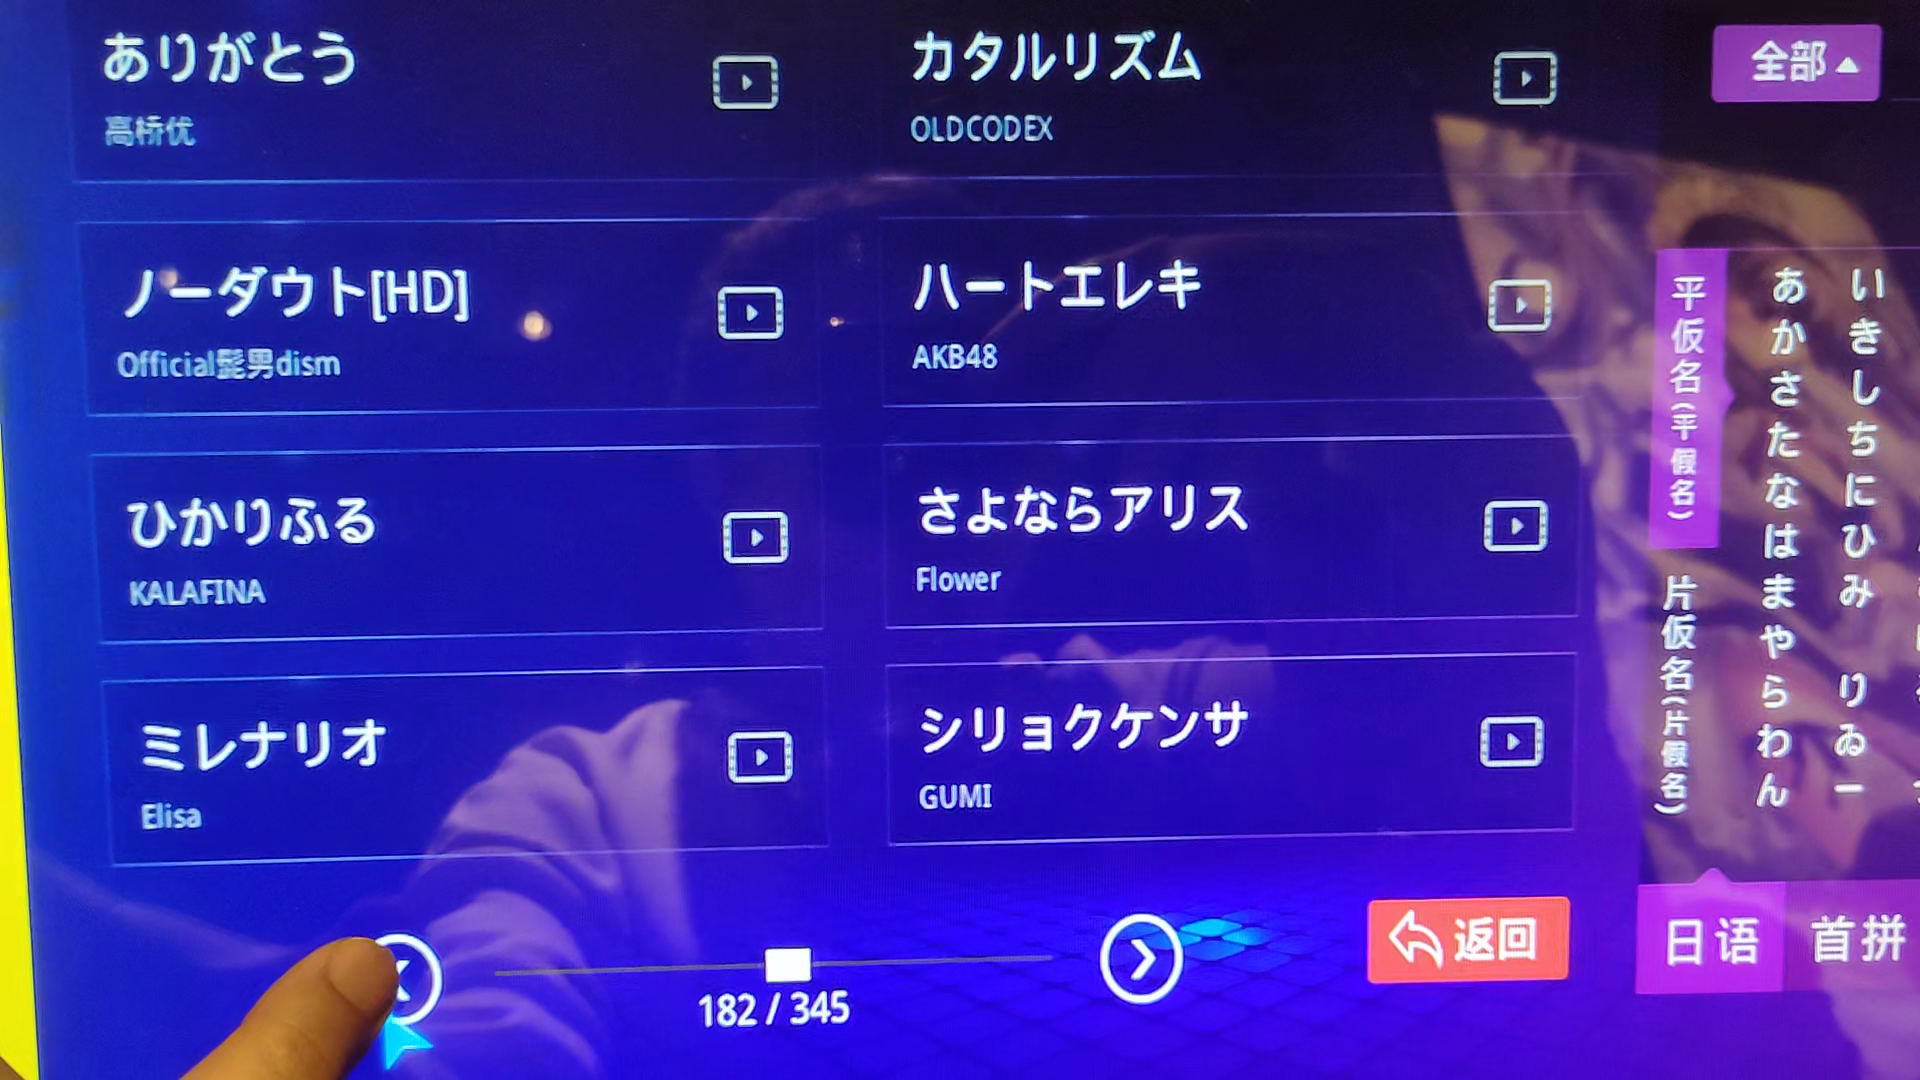 ありがとう
高桥优
カタルリズム
OLDCODEX
ノーダウト[HD]
Official髭男dism
ハートエレキ
AKB48
ひかりふる
KALAFINA
さよならアリス
Flower
ミレナリオ
Elisa
シリョクケンサ
GUMI
182 / 345
返回
全部
平仮名(平假名)
片仮名(片假名)
あかさたなはまやらわん
いきしちにひみ りゐー
日语
首拼